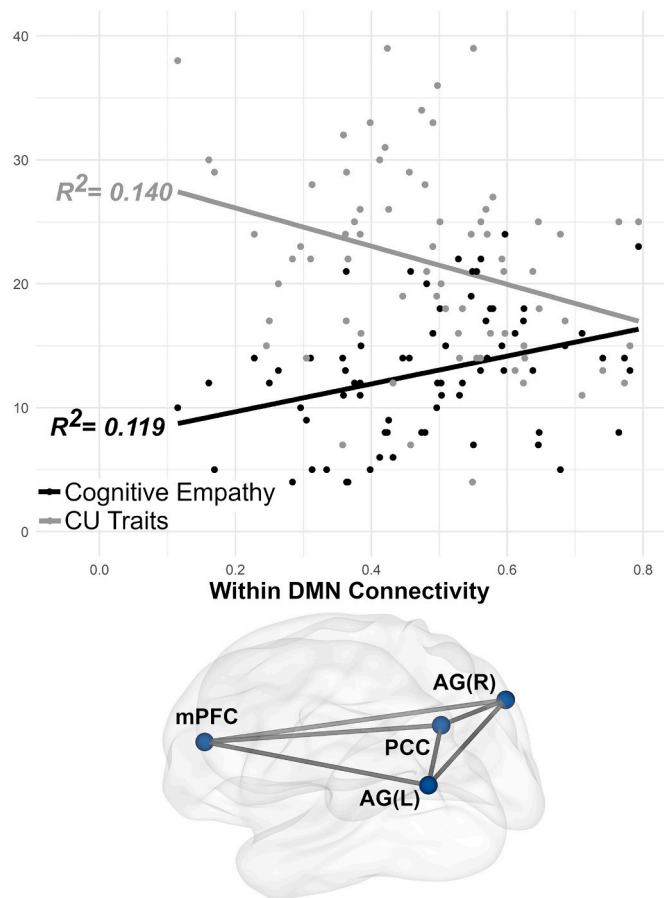 40
30
R²= 0.140
20
10
R²= 0.119
Cognitive Empathy
CU Traits
0
0.0 0.2 0.4 0.6 0.8
Within DMN Connectivity
AG(R)
mPFC
PCC
AG(L)